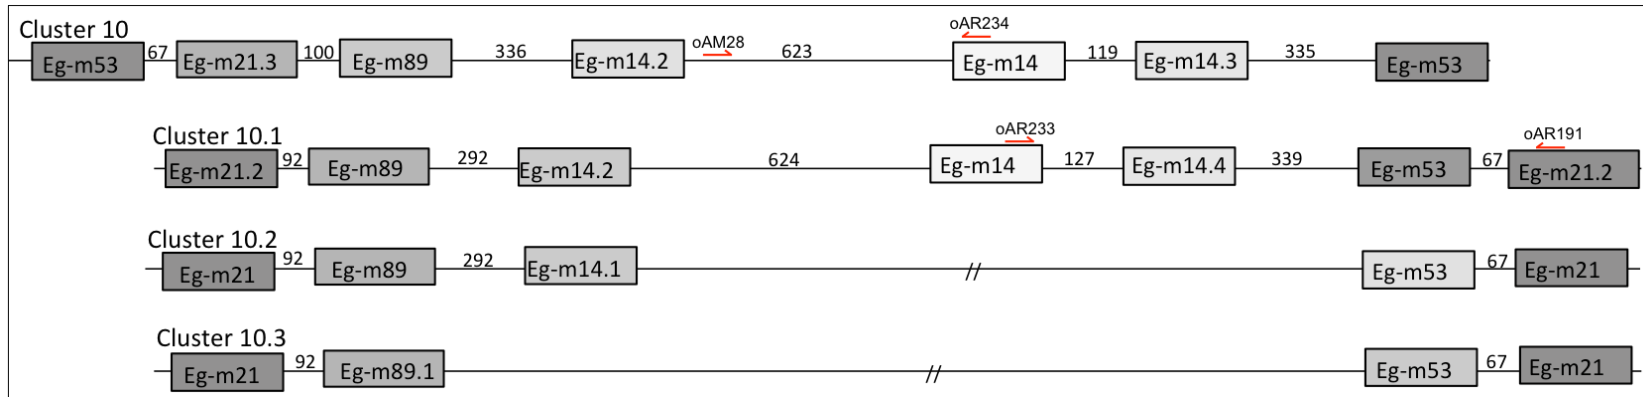 Cluster 10
Eg-m53 67 Eg-m21.3 100 Eg-m89 336 Eg-m14.2 oAM28 623 oAR234 Eg-m14 119 Eg-m14.3 335 Eg-m53
Cluster 10.1
Eg-m21.2 92 Eg-m89 292 Eg-m14.2 624 oAR233 Eg-m14 127 Eg-m14.4 339 Eg-m53 67 oAR191 Eg-m21.2
Cluster 10.2
Eg-m21 92 Eg-m89 292 Eg-m14.1 // Eg-m53 67 Eg-m21
Cluster 10.3
Eg-m21 92 Eg-m89.1 // Eg-m53 67 Eg-m21